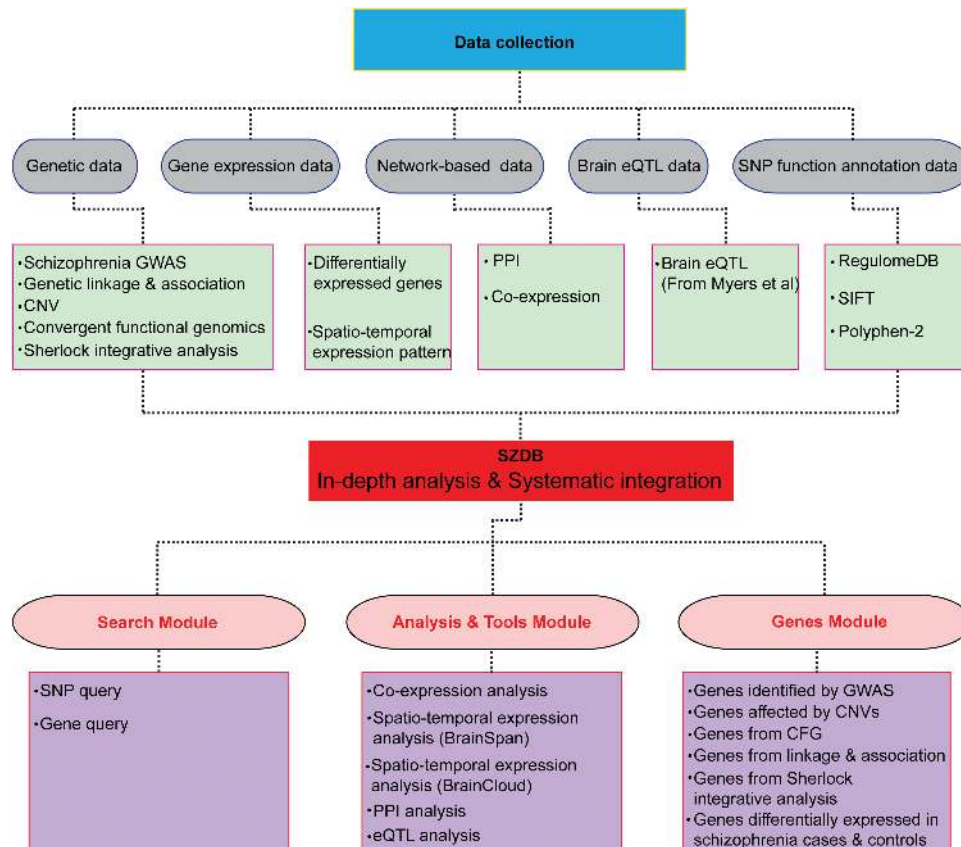 Data collection
Genetic data
Gene expression data
Network-based data
Brain eQTL data
SNP function annotation data
•Schizophrenia GWAS
•Genetic linkage & association
•CNV
•Convergent functional genomics
•Sherlock integrative analysis
•Differentially
expressed genes
•Spatio-temporal
expression pattern
•PPI
•Co-expression
•Brain eQTL
(From Myers et al)
•RegulomeDB
•SIFT
•Polyphen-2
SZDB
In-depth analysis & Systematic integration
Search Module
Analysis & Tools Module
Genes Module
•SNP query
•Gene query
•Co-expression analysis
•Spatio-temporal expression
analysis (BrainSpan)
•Spatio-temporal expression
analysis (BrainCloud)
•PPI analysis
•eQTL analysis
•Genes identified by GWAS
•Genes affected by CNVs
•Genes from CFG
•Genes from linkage & association
•Genes from Sherlock
integrative analysis
•Genes differentially expressed in
schizophrenia cases & controls